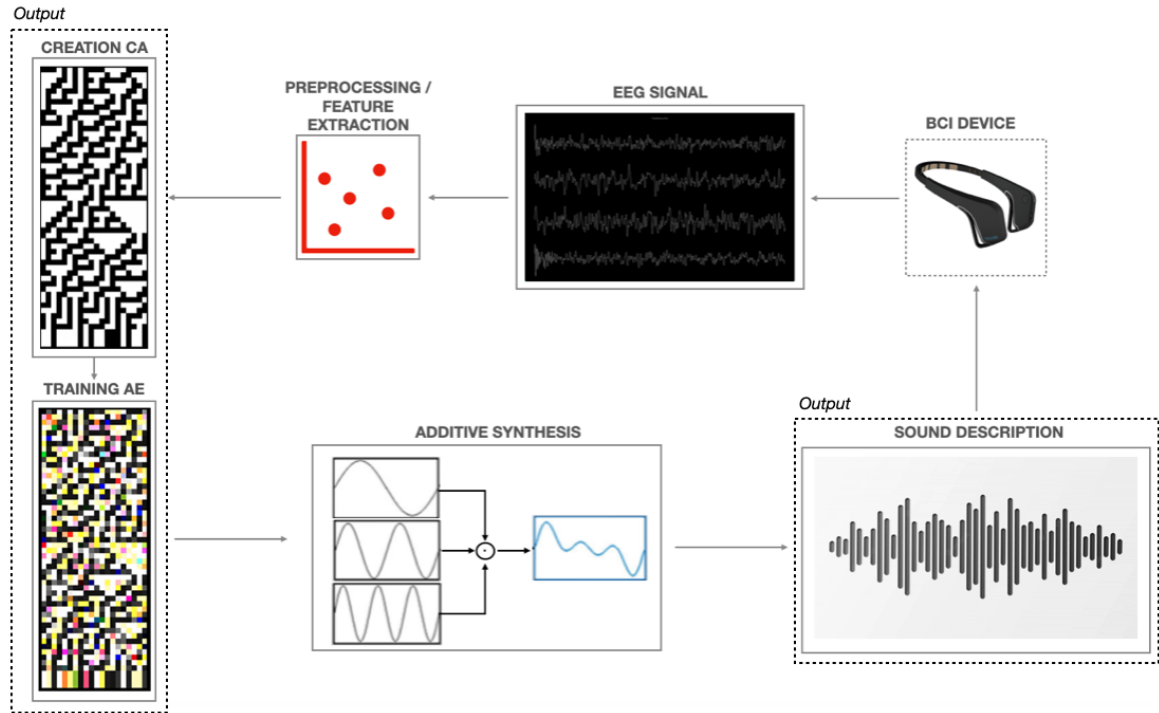 Output
CREATION CA
PREPROCESSING /
FEATURE
EXTRACTION
EEG SIGNAL
BCI DEVICE
TRAINING AE
ADDITIVE SYNTHESIS
Output
SOUND DESCRIPTION